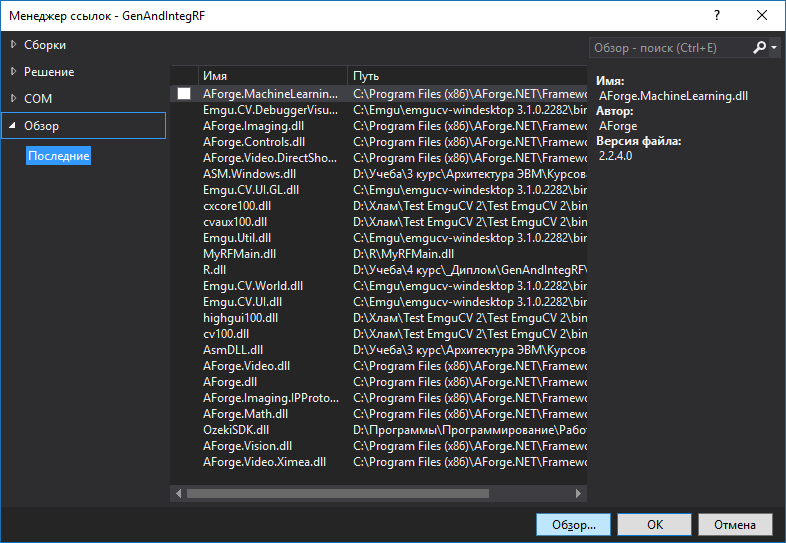 Менеджер ссылок - GenAndIntegRF
? ×
Сборки
Решение
COM
Обзор
Последние
Имя Путь
AForge.MachineLearnin... C:\Program Files (x86)\AForge.NET\Framewo
Emgu.CV.DebuggerVisu... C:\Emgu\emgucv-windesktop 3.1.0.2282\bin
AForge.Imaging.dll C:\Program Files (x86)\AForge.NET\Framewo
AForge.Controls.dll C:\Program Files (x86)\AForge.NET\Framewo
AForge.Video.DirectSho... C:\Program Files (x86)\AForge.NET\Framewo
ASM.Windows.dll D:\Учеба\3 курс\Архитектура ЭВМ\Курсова
Emgu.CV.UI.GL.dll C:\Emgu\emgucv-windesktop 3.1.0.2282\bin
cxcore100.dll D:\Хлам\Test EmguCV 2\Test EmguCV 2\bin
cvaux100.dll D:\Хлам\Test EmguCV 2\Test EmguCV 2\bin
Emgu.Util.dll C:\Emgu\emgucv-windesktop 3.1.0.2282\bin
MyRFMain.dll D:\R\MyRFMain.dll
R.dll D:\Учеба\4 курс\_Диплом\GenAndIntegRF\
Emgu.CV.World.dll C:\Emgu\emgucv-windesktop 3.1.0.2282\bin
Emgu.CV.UI.dll C:\Emgu\emgucv-windesktop 3.1.0.2282\bin
highgui100.dll D:\Хлам\Test EmguCV 2\Test EmguCV 2\bin
cv100.dll D:\Хлам\Test EmguCV 2\Test EmguCV 2\bin
AsmDLL.dll D:\Учеба\3 курс\Архитектура ЭВМ\Курсова
AForge.Video.dll C:\Program Files (x86)\AForge.NET\Framewo
AForge.dll C:\Program Files (x86)\AForge.NET\Framewo
AForge.Imaging.IPProto... C:\Program Files (x86)\AForge.NET\Framewo
AForge.Math.dll C:\Program Files (x86)\AForge.NET\Framewo
OzekiSDK.dll D:\Программы\Программирование\Работ
AForge.Vision.dll C:\Program Files (x86)\AForge.NET\Framewo
AForge.Video.Ximea.dll C:\Program Files (x86)\AForge.NET\Framewo
Обзор - поиск (Ctrl+E)
Имя:
AForge.MachineLearning.dll
Автор:
AForge
Версия файла:
2.2.4.0
Обзор... ОК Отмена